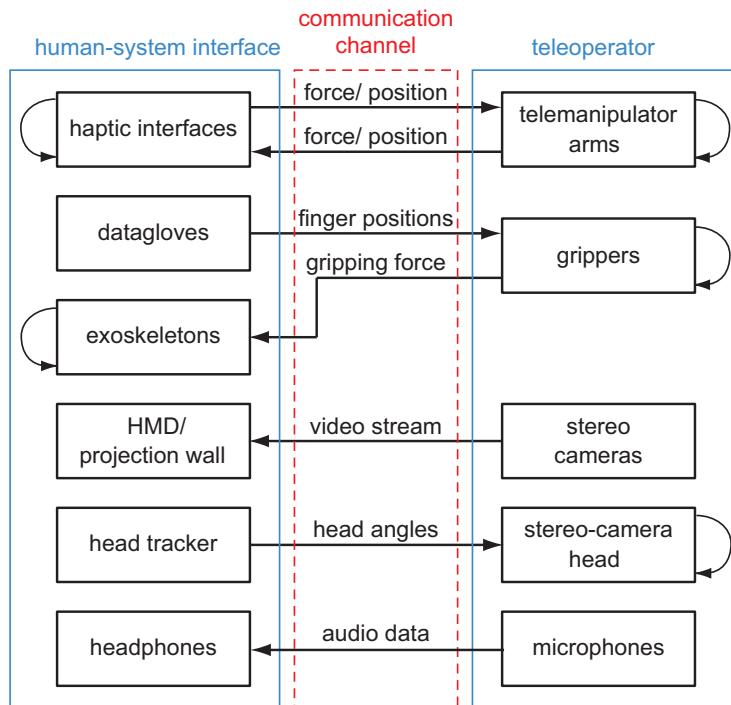 communication
channel
human-system interface
teleoperator
haptic interfaces
force/ position
force/ position
telemanipulator
arms
datagloves
finger positions
gripping force
grippers
exoskeletons
HMD/
projection wall
video stream
stereo
cameras
head tracker
head angles
stereo-camera
head
headphones
audio data
microphones